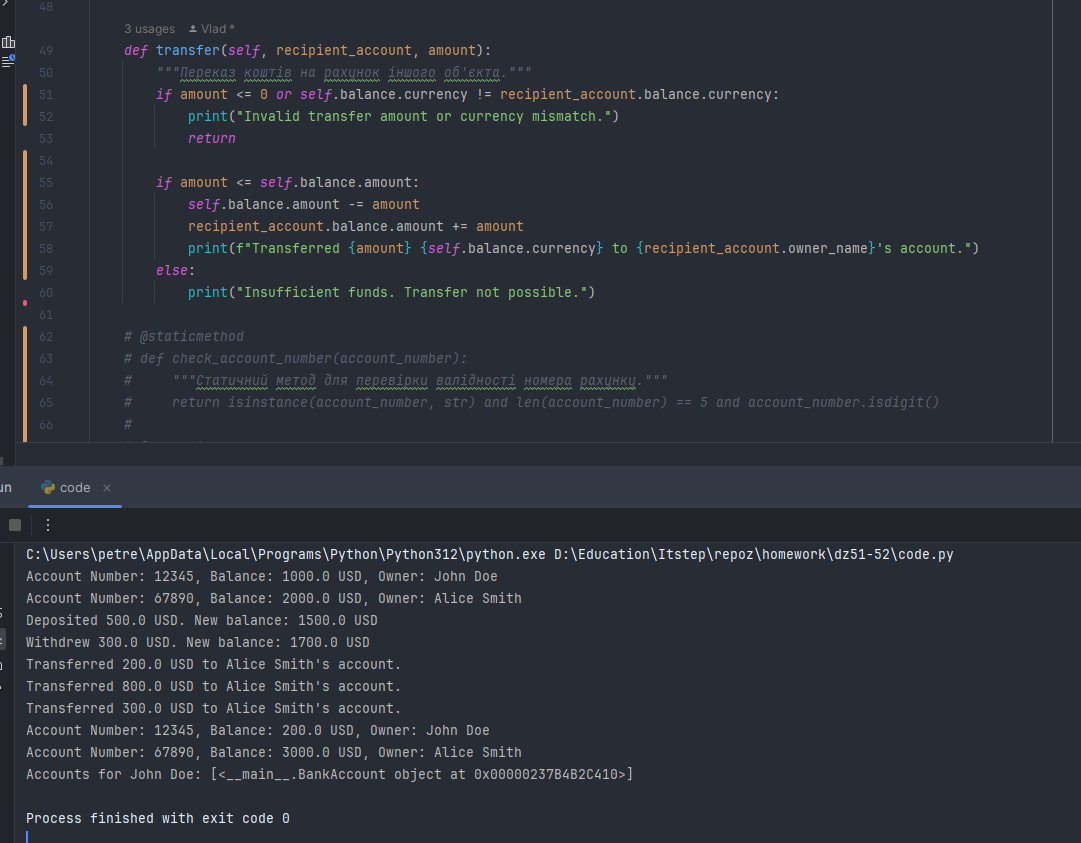 48
3 usages Vlad *
49 def transfer(self, recipient_account, amount):
50 """Переказ коштів на рахунок іншого об'єкта."""
51 if amount <= 0 or self.balance.currency != recipient_account.balance.currency:
52 print("Invalid transfer amount or currency mismatch.")
53 return
54
55 if amount <= self.balance.amount:
56 self.balance.amount -= amount
57 recipient_account.balance.amount += amount
58 print(f"Transferred {amount} {self.balance.currency} to {recipient_account.owner_name}'s account.")
59 else:
60 print("Insufficient funds. Transfer not possible.")
61
62 # @staticmethod
63 # def check_account_number(account_number):
64 # """Статичний метод для перевірки валідності номера рахунку."""
65 # return isinstance(account_number, str) and len(account_number) == 5 and account_number.isdigit()
66 #
un code ×
C:\Users\petre\AppData\Local\Programs\Python\Python312\python.exe D:\Education\Itstep\repoz\homework\dz51-52\code.py
Account Number: 12345, Balance: 1000.0 USD, Owner: John Doe
Account Number: 67890, Balance: 2000.0 USD, Owner: Alice Smith
Deposited 500.0 USD. New balance: 1500.0 USD
Withdrew 300.0 USD. New balance: 1700.0 USD
Transferred 200.0 USD to Alice Smith's account.
Transferred 800.0 USD to Alice Smith's account.
Transferred 300.0 USD to Alice Smith's account.
Account Number: 12345, Balance: 200.0 USD, Owner: John Doe
Account Number: 67890, Balance: 3000.0 USD, Owner: Alice Smith
Accounts for John Doe: [<__main__.BankAccount object at 0x00000237B4B2C410>]
Process finished with exit code 0